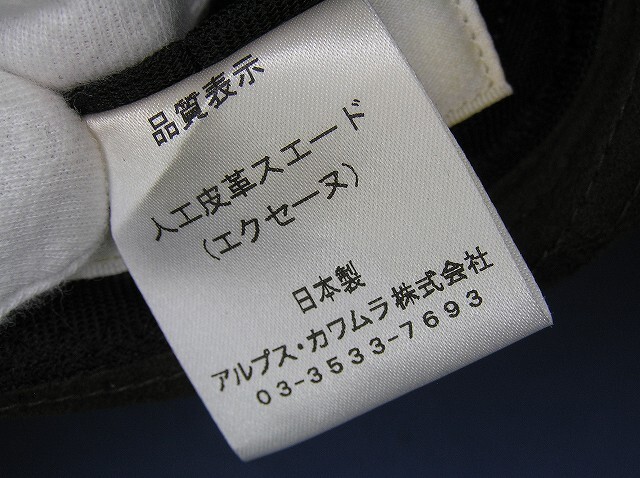 品質表示
人工皮革スエード
(エクセーヌ)
日本製
アルプス・カワムラ株式会社
03-3533-7693